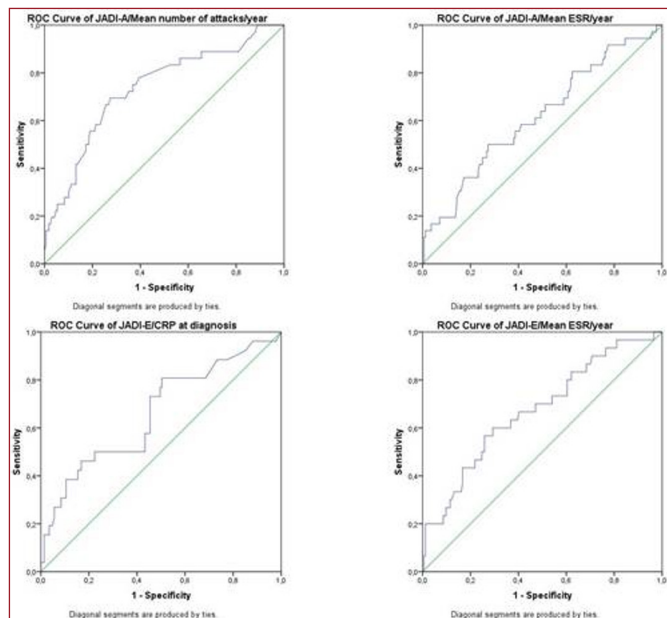 ROC Curve of JADI-A/Mean number of attacks/year
1,0
0,8
0,6
0,4
0,2
0,0
Sensitivity
0,0 0,2 0,4 0,6 0,8 1,0
1 - Specificity
Diagonal segments are produced by ties.
ROC Curve of JADI-A/Mean ESR/year
1,0
0,8
0,6
0,4
0,2
0,0
Sensitivity
0,0 0,2 0,4 0,6 0,8 1,0
1 - Specificity
Diagonal segments are produced by ties.
ROC Curve of JADI-E/CRP at diagnosis
1,0
0,8
0,6
0,4
0,2
0,0
Sensitivity
0,0 0,2 0,4 0,6 0,8 1,0
1 - Specificity
Diagonal segments are produced by ties.
ROC Curve of JADI-E/Mean ESR/year
1,0
0,8
0,6
0,4
0,2
0,0
Sensitivity
0,0 0,2 0,4 0,6 0,8 1,0
1 - Specificity
Diagonal segments are produced by ties.